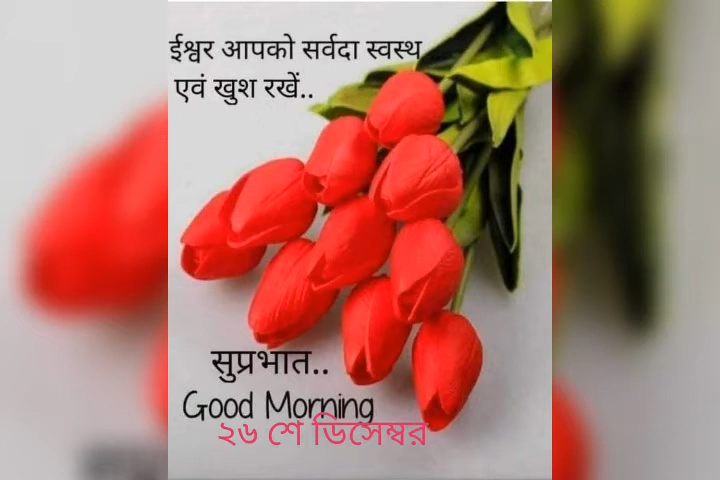 ईश्वर आपको सर्वदा स्वस्थ
एवं खुश रखें..
सुप्रभात..
Good Morning
২৬ শে ডিসেম্বর